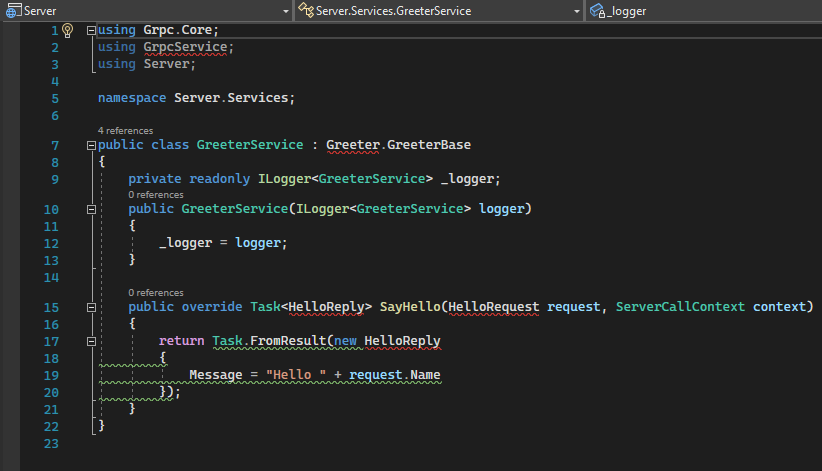 Server Server.Services.GreeterService _logger
1 using Grpc.Core;
2 using GrpcService;
3 using Server;
4
5 namespace Server.Services;
6
4 references
7 public class GreeterService : Greeter.GreeterBase
8 {
9 private readonly ILogger<GreeterService> _logger;
0 references
10 public GreeterService(ILogger<GreeterService> logger)
11 {
12 _logger = logger;
13 }
14
0 references
15 public override Task<HelloReply> SayHello(HelloRequest request, ServerCallContext context)
16 {
17 return Task.FromResult(new HelloReply
18 {
19 Message = "Hello " + request.Name
20 });
21 }
22 }
23